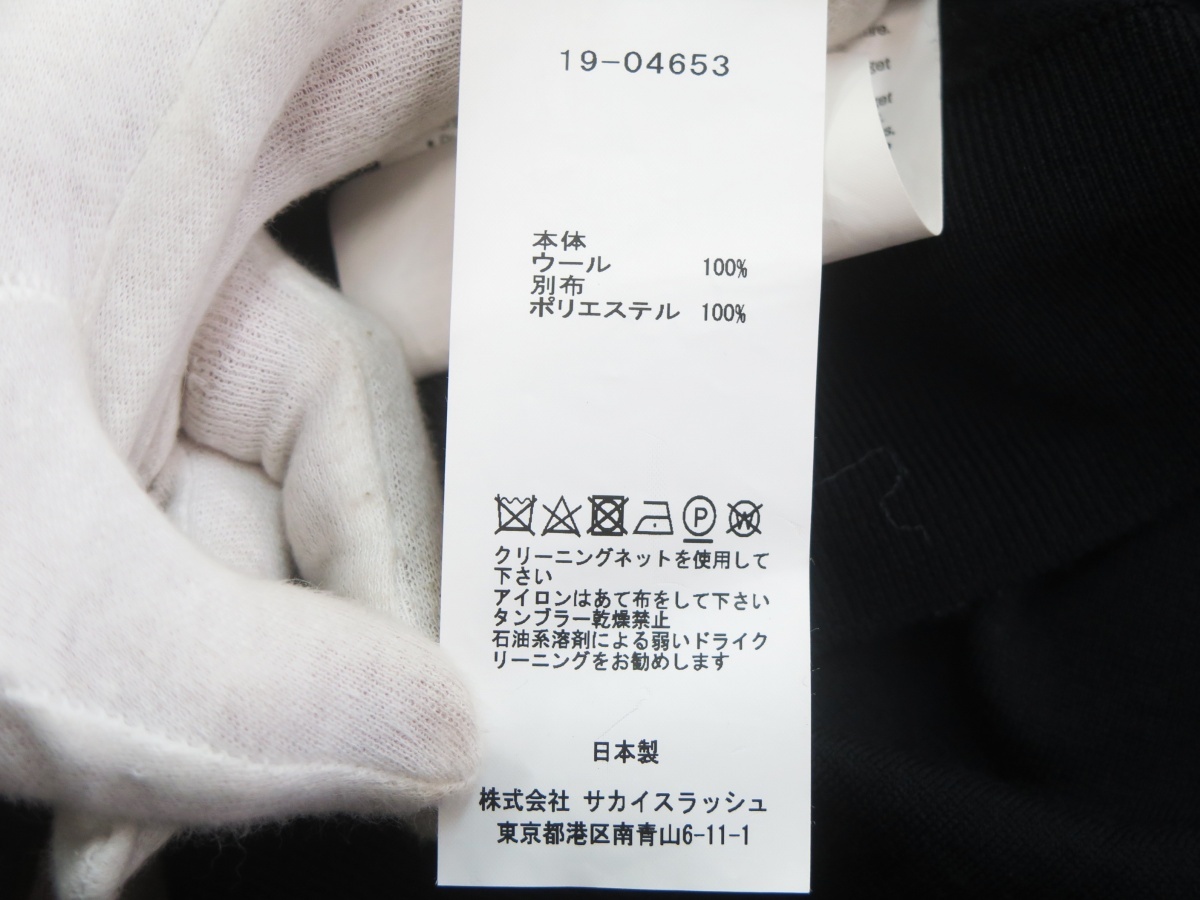 19-04653
get
本体
ウール 100%
別布
ポリエステル 100%
P
W
クリーニングネットを使用して
下さい
アイロンはあて布をして下さい
タンブラー乾燥禁止
石油系溶剤による弱いドライク
リーニングをお勧めします
日本製
株式会社 サカイスラッシュ
東京都港区南青山6-11-1